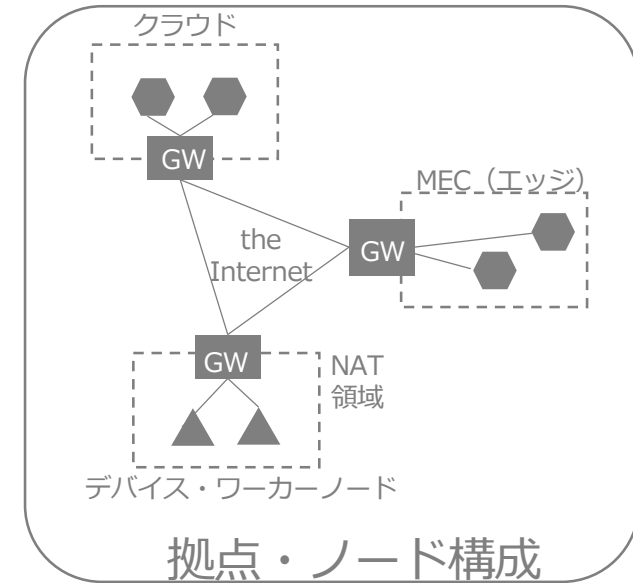 クラウド
GW
MEC（エッジ）
the
Internet
GW
GW
NAT
領域
デバイス・ワーカーノード
拠点・ノード構成